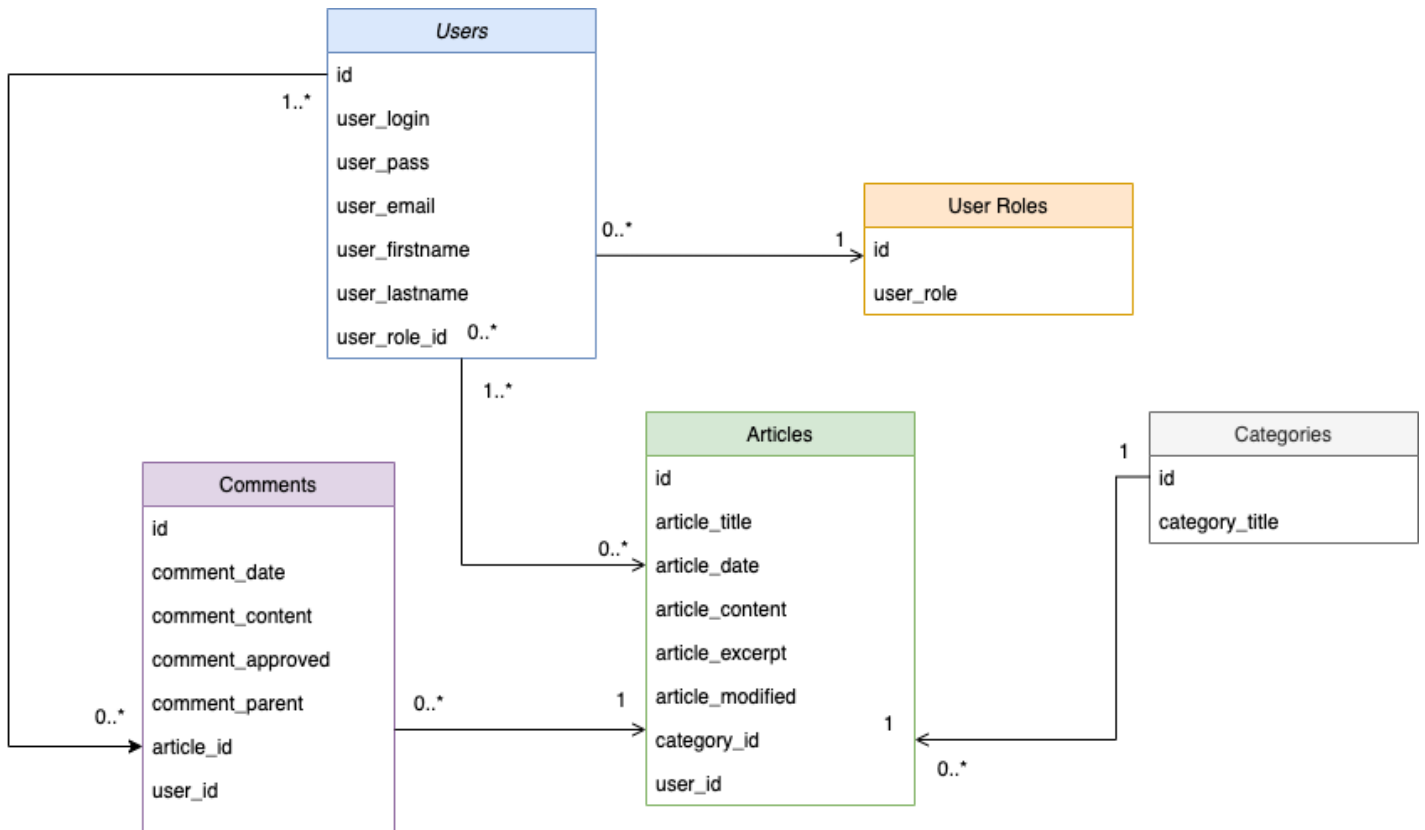 Users
id
user_login
user_pass
user_email
user_firstname
user_lastname
user_role_id
0..*
1..*
0..*
1
User Roles
id
user_role
1..*
0..*
Articles
id
article_title
article_date
article_content
article_excerpt
article_modified
category_id
user_id
1
0..*
1
Categories
id
category_title
Comments
id
comment_date
comment_content
comment_approved
comment_parent
article_id
user_id
0..*
0..*
1